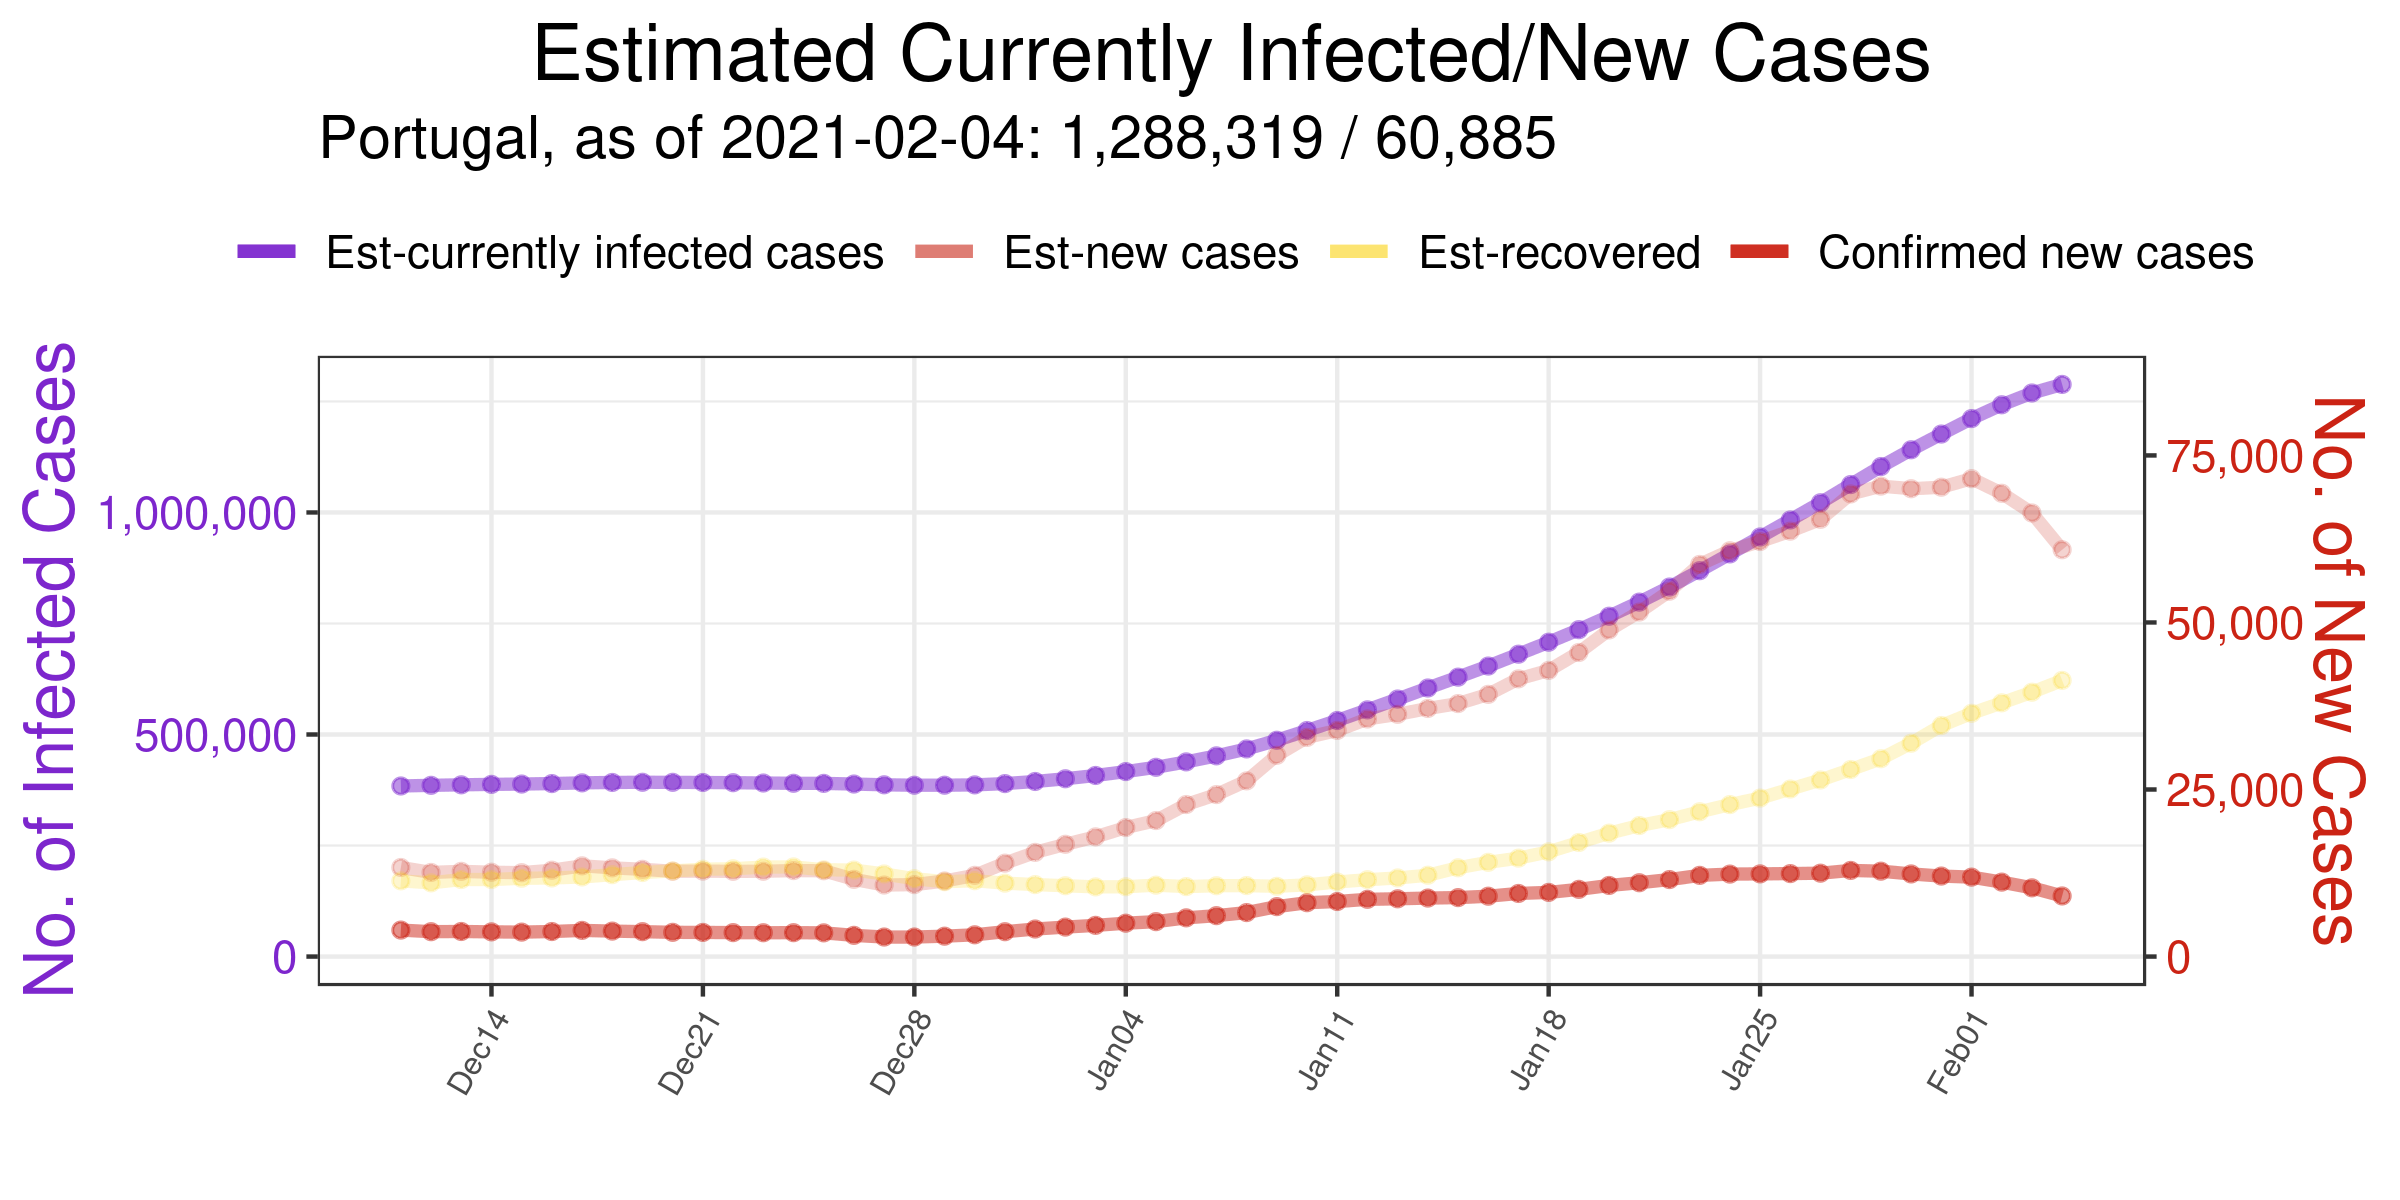 Estimated Currently Infected/New Cases
Portugal, as of 2021-02-04: 1,288,319 / 60,885
Est-currently infected cases Est-new cases Est-recovered Confirmed new cases
No. of Infected Cases
1,000,000
500,000
0
75,000
50,000
25,000
0
No. of New Cases
Dec14 Dec21 Dec28 Jan04 Jan11 Jan18 Jan25 Feb01